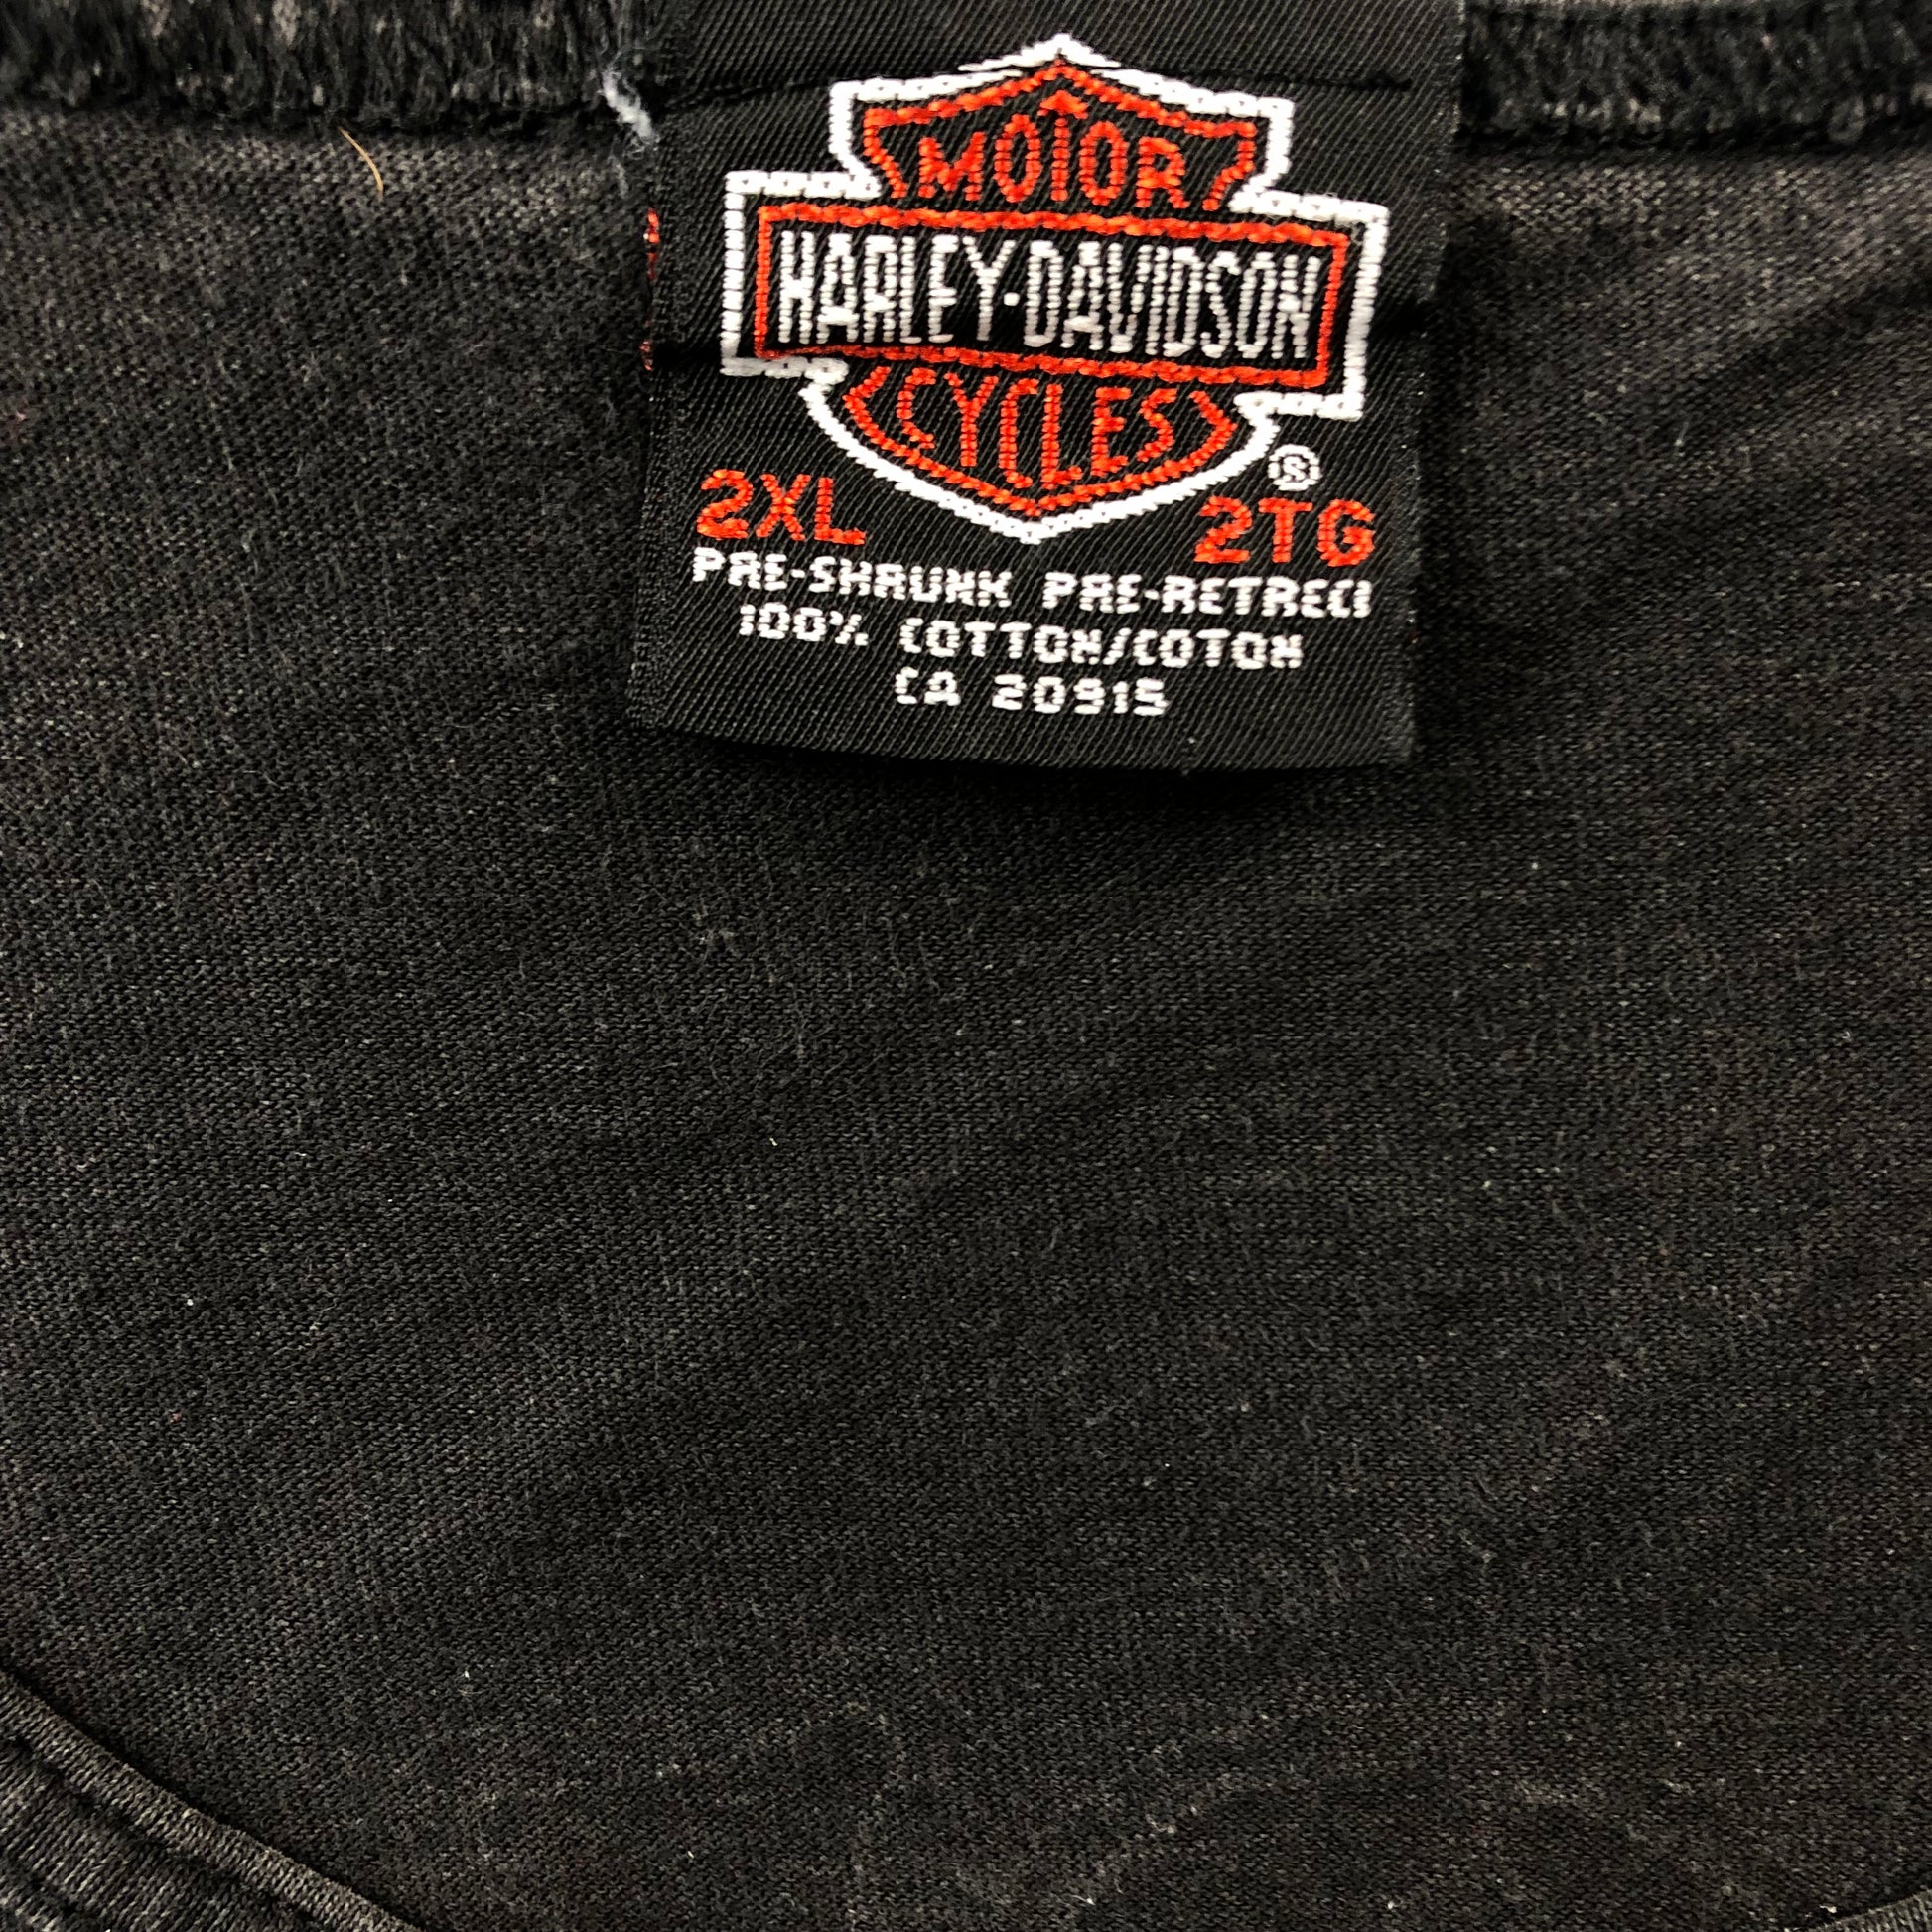 MOTOR
HARLEY-DAVIDSON
CYCLES
®
2XL 2TG
PRE-SHRUNK PRE-RETRECI
100% COTTON/COTON
CA 20915